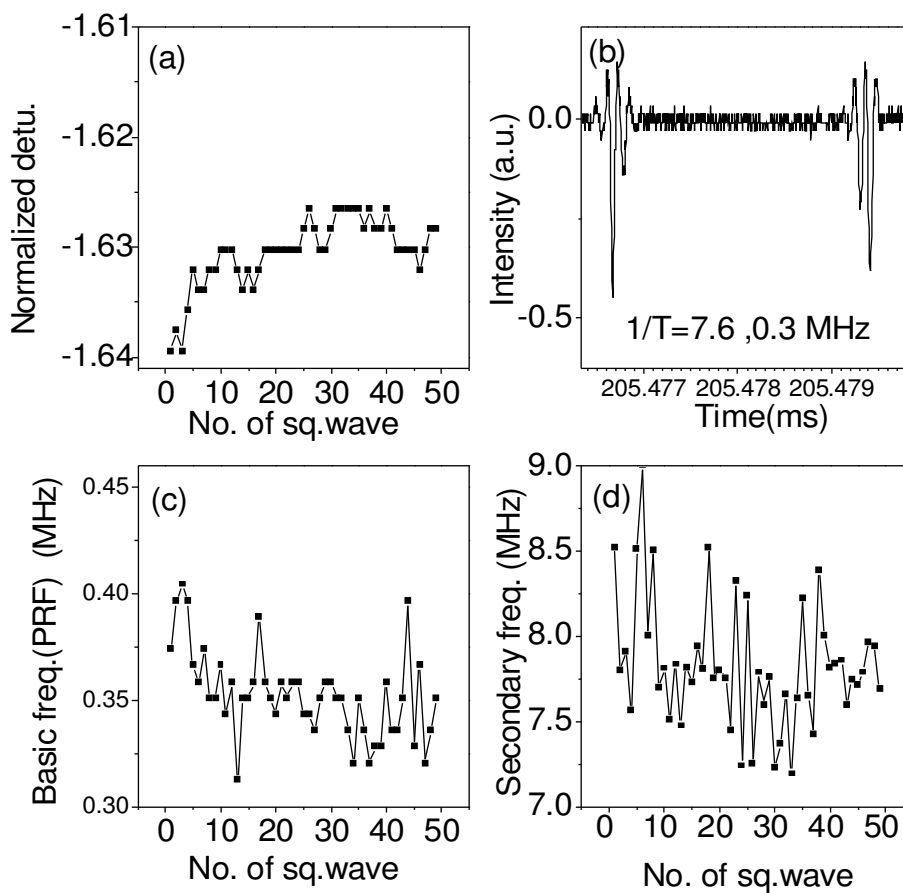 (a)
Normalized detu.
-1.61
-1.62
-1.63
-1.64
0 10 20 30 40 50
No. of sq.wave
(b)
Intensity (a.u.)
0.0
-0.5
1/T=7.6 ,0.3 MHz
205.477 205.478 205.479
Time(ms)
(c)
Basic freq.(PRF) (MHz)
0.45
0.40
0.35
0.30
0 10 20 30 40 50
No. of sq.wave
(d)
Secondary freq. (MHz)
9.0
8.5
8.0
7.5
7.0
0 10 20 30 40 50
No. of sq.wave